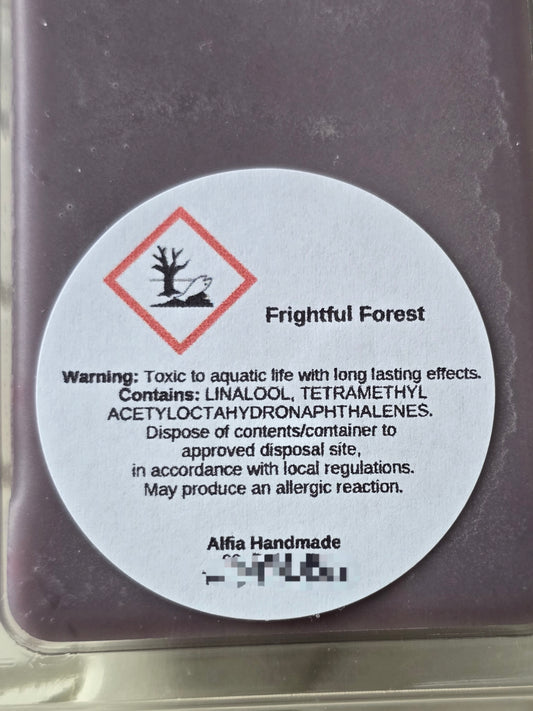 Frightful Forest
Warning: Toxic to aquatic life with long lasting effects.
Contains: LINALOOL, TETRAMETHYL
ACETYLOCTAHYDRONAPHTHALENES.
Dispose of contents/container to
approved disposal site,
in accordance with local regulations.
May produce an allergic reaction.
Alfia Handmade